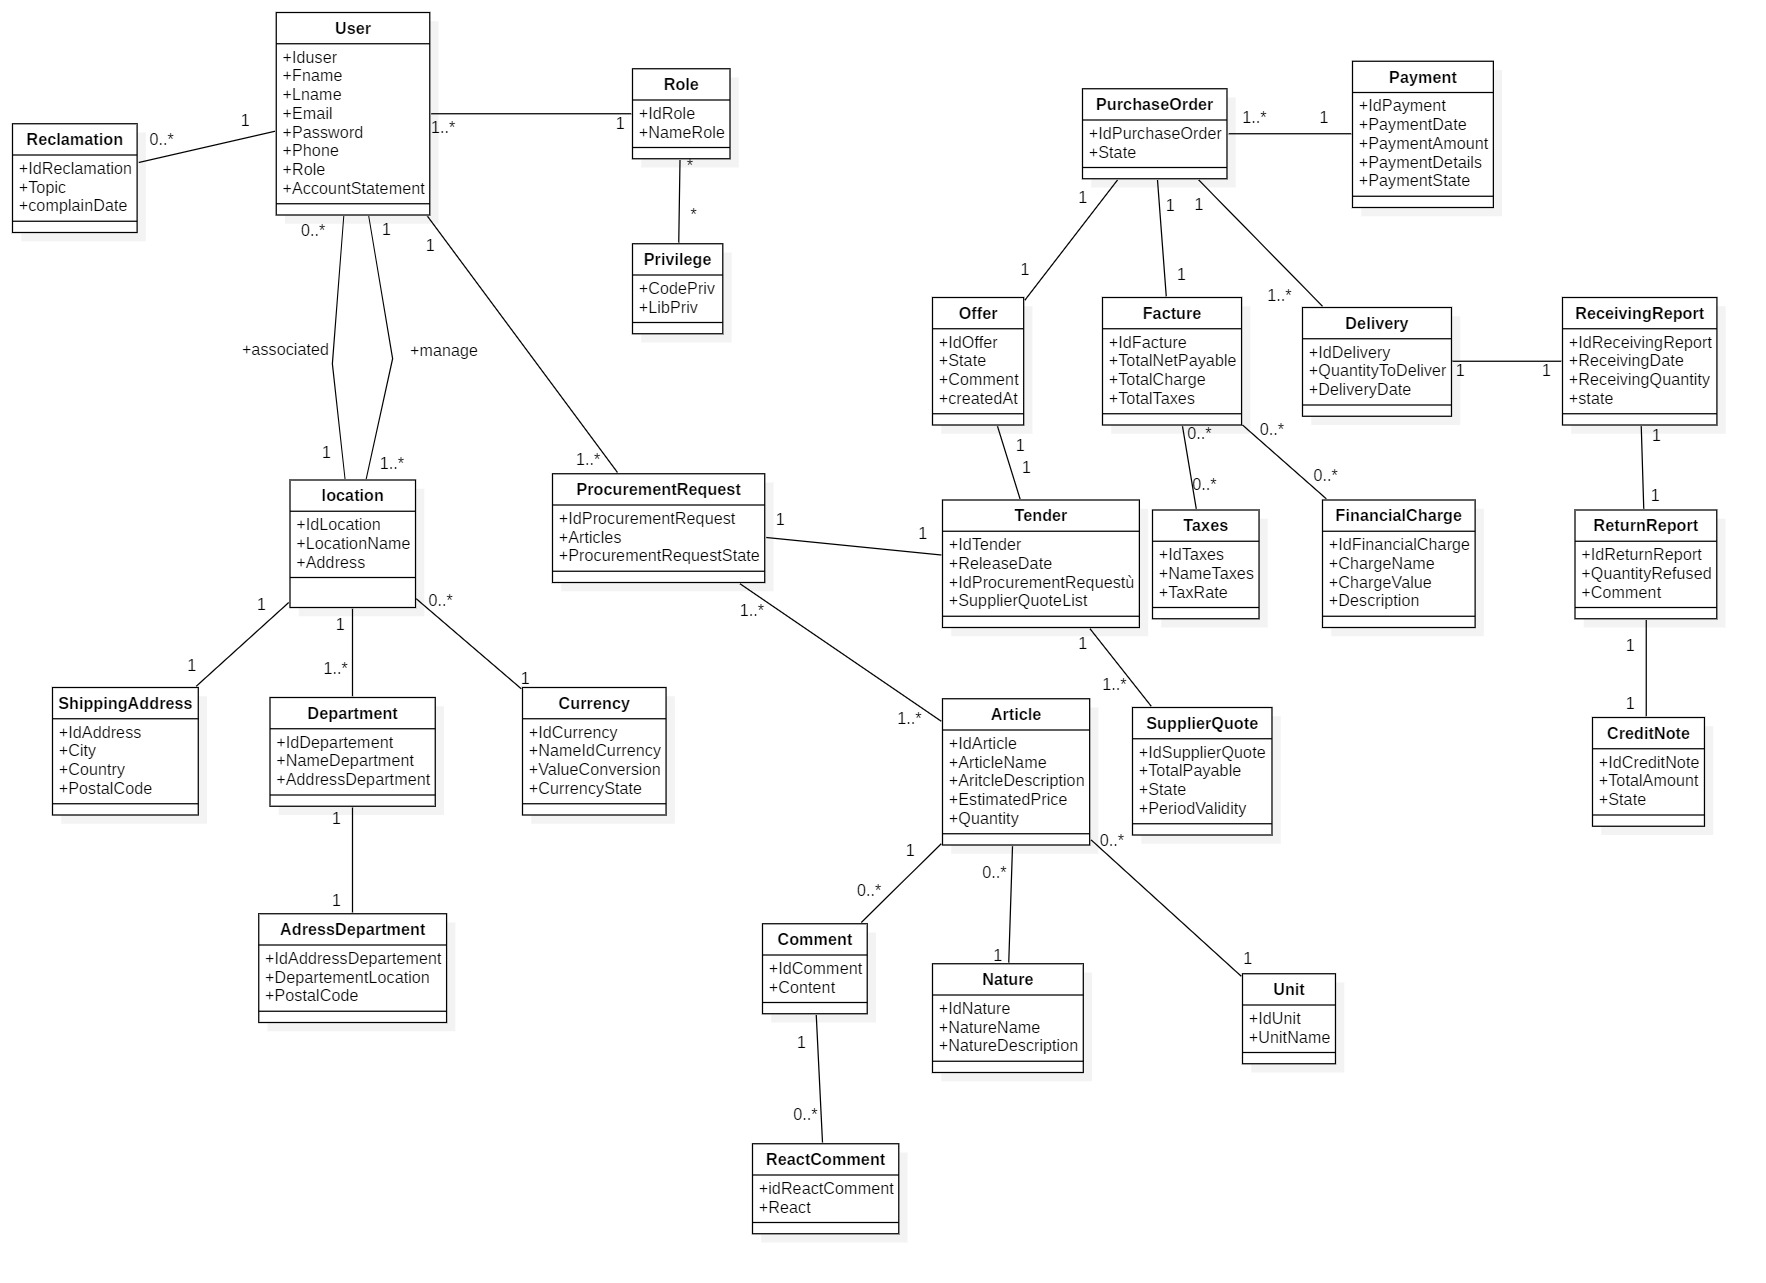 User
+Iduser
+Fname
+Lname
+Email
+Password
+Phone
+Role
+AccountStatement
Reclamation
+IdReclamation
+Topic
+complainDate
0..*
1
Role
+IdRole
+NameRole
1..*
1
*
*
Privilege
+CodePriv
+LibPriv
0..*
1
1
+associated
+manage
1
1..*
1..*
location
+IdLocation
+LocationName
+Address
1
1
1
1..*
0..*
1
ShippingAddress
+IdAddress
+City
+Country
+PostalCode
Department
+IdDepartement
+NameDepartment
+AddressDepartment
Currency
+IdCurrency
+NameIdCurrency
+ValueConversion
+CurrencyState
1
1
AdressDepartment
+IdAddressDepartement
+DepartementLocation
+PostalCode
ProcurementRequest
+IdProcurementRequest
+Articles
+ProcurementRequestState
1
1
1..*
1..*
PurchaseOrder
+IdPurchaseOrder
+State
1..*
1
Payment
+IdPayment
+PaymentDate
+PaymentAmount
+PaymentDetails
+PaymentState
1
1
1
1
1
1..*
Offer
+IdOffer
+State
+Comment
+createdAt
Facture
+IdFacture
+TotalNetPayable
+TotalCharge
+TotalTaxes
Delivery
+IdDelivery
+QuantityToDeliver
+DeliveryDate
1
1
ReceivingReport
+IdReceivingReport
+ReceivingDate
+ReceivingQuantity
+state
1
1
0..*
0..*
0..*
0..*
1
1
Tender
+IdTender
+ReleaseDate
+IdProcurementRequestù
+SupplierQuoteList
Taxes
+IdTaxes
+NameTaxes
+TaxRate
FinancialCharge
+IdFinancialCharge
+ChargeName
+ChargeValue
+Description
ReturnReport
+IdReturnReport
+QuantityRefused
+Comment
1
1..*
1
1
Article
+IdArticle
+ArticleName
+AritcleDescription
+EstimatedPrice
+Quantity
SupplierQuote
+IdSupplierQuote
+TotalPayable
+State
+PeriodValidity
CreditNote
+IdCreditNote
+TotalAmount
+State
1
0..*
0..*
1
0..*
1
Comment
+IdComment
+Content
Nature
+IdNature
+NatureName
+NatureDescription
Unit
+IdUnit
+UnitName
1
0..*
ReactComment
+idReactComment
+React